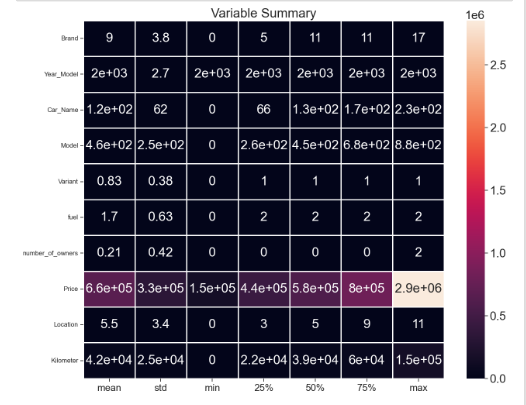 Variable Summary
1e6
Brand 9 3.8 0 5 11 11 17
Year_Model 2e+03 2.7 2e+03 2e+03 2e+03 2e+03 2e+03
Car_Name 1.2e+02 62 0 66 1.3e+02 1.7e+02 2.3e+02
Model 4.6e+02 2.5e+02 0 2.6e+02 4.5e+02 6.8e+02 8.8e+02
Variant 0.83 0.38 0 1 1 1 1
fuel 1.7 0.63 0 2 2 2 2
number_of_owners 0.21 0.42 0 0 0 0 2
Price 6.6e+05 3.3e+05 1.5e+05 4.4e+05 5.8e+05 8e+05 2.9e+06
Location 5.5 3.4 0 3 5 9 11
Kilometer 4.2e+04 2.5e+04 0 2.2e+04 3.9e+04 6e+04 1.5e+05
mean std min 25% 50% 75% max
2.5
2.0
1.5
1.0
0.5
0.0